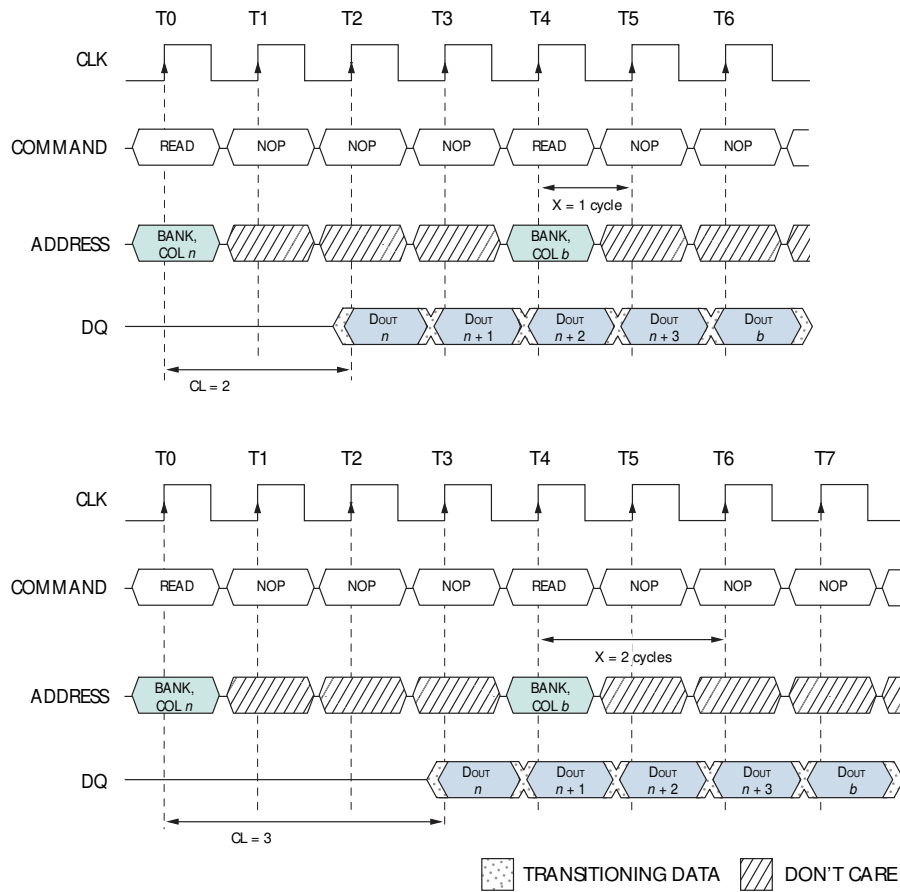 T0 T1 T2 T3 T4 T5 T6
CLK
COMMAND READ NOP NOP NOP READ NOP NOP
X = 1 cycle
ADDRESS BANK, COL n BANK, COL b
DQ DOUT n DOUT n + 1 DOUT n + 2 DOUT n + 3 DOUT b
CL = 2
T0 T1 T2 T3 T4 T5 T6 T7
CLK
COMMAND READ NOP NOP NOP READ NOP NOP NOP
X = 2 cycles
ADDRESS BANK, COL n BANK, COL b
DQ DOUT n DOUT n + 1 DOUT n + 2 DOUT n + 3 DOUT b
CL = 3
TRANSITIONING DATA DON'T CARE